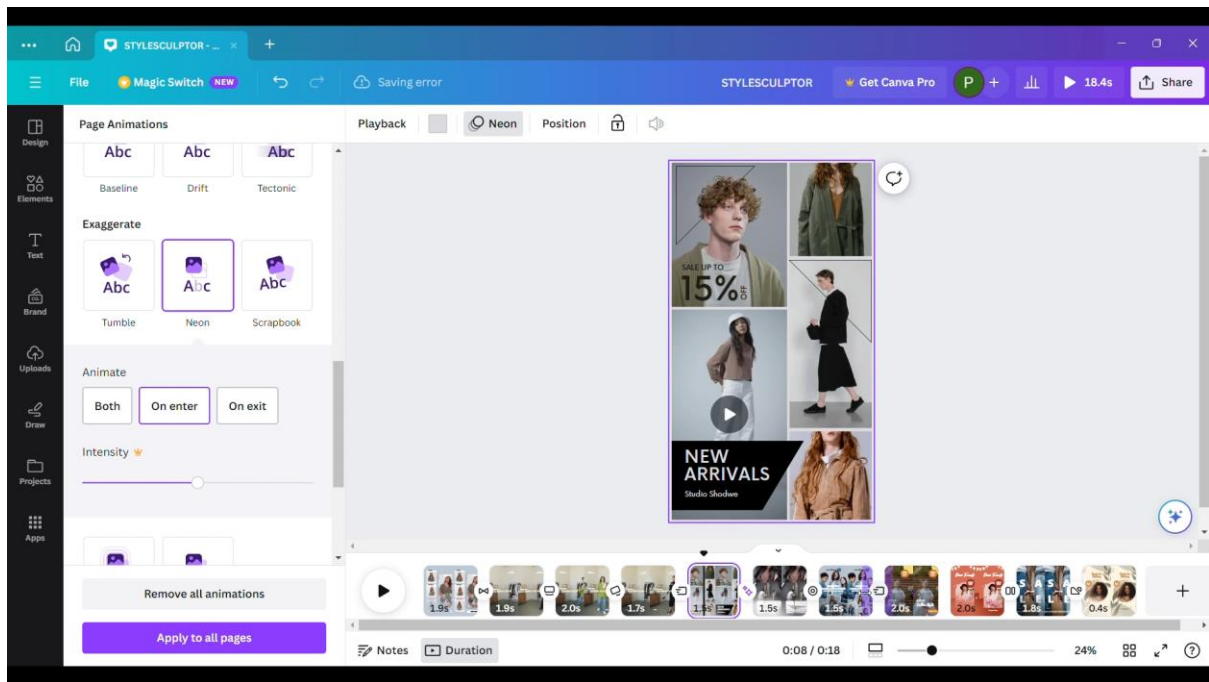 STYLESCULPTOR - ...
File
Magic Switch NEW
Saving error
STYLESCULPTOR
Get Canva Pro
P
18.4s
Share
Design
Elements
Text
Brand
Uploads
Draw
Projects
Apps
Page Animations
Abc Abc Abc
Baseline Drift Tectonic
Exaggerate
Abc Abc Abc
Tumble Neon Scrapbook
Animate
Both On enter On exit
Intensity
Remove all animations
Apply to all pages
Playback Neon Position
SALE UP TO
15% OFF
NEW
ARRIVALS
Studio Shodwe
1.9s 1.9s 2.0s 1.7s 1.5s 1.5s 1.5s 2.0s 2.0s 1.8s 0.4s
Notes Duration 0:08 / 0:18 24%